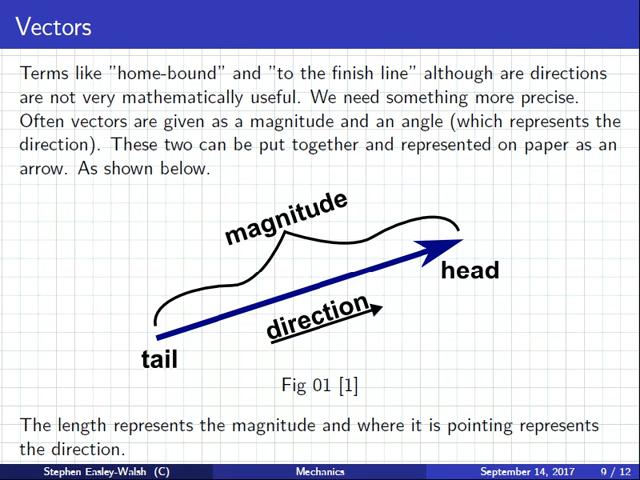 Vectors
Terms like "home-bound" and "to the finish line" although are directions
are not very mathematically useful. We need something more precise.
Often vectors are given as a magnitude and an angle (which represents the
direction). These two can be put together and represented on paper as an
arrow. As shown below.
magnitude
head
direction
tail
Fig 01 [1]
The length represents the magnitude and where it is pointing represents
the direction.
Stephen Easley-Walsh (C) Mechanics September 14, 2017 9 / 12